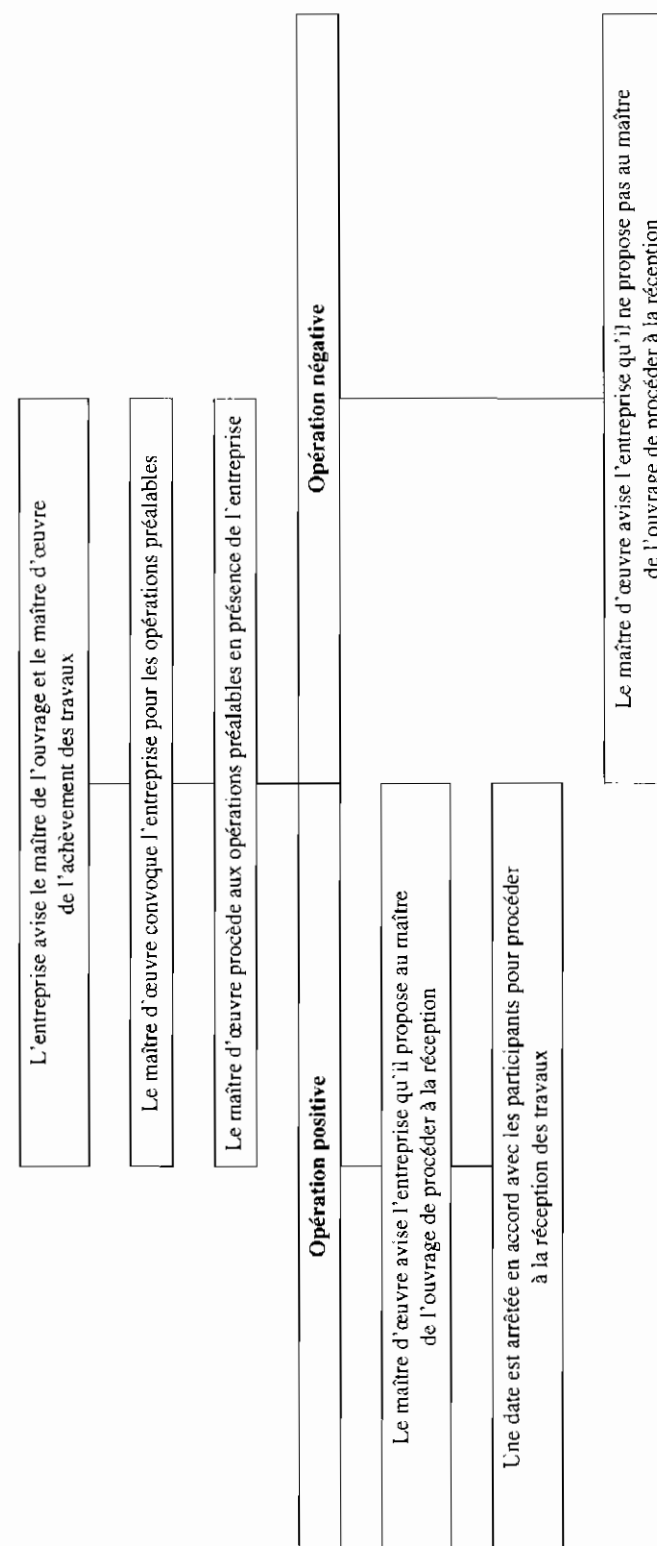 L'entreprise avise le maître de l'ouvrage et le maître d'œuvre
de l'achèvement des travaux
Le maître d'œuvre convoque l'entreprise pour les opérations préalables
Le maître d'œuvre procède aux opérations préalables en présence de l'entreprise
Opération positive
Opération négative
Le maître d'œuvre avise l'entreprise qu'il propose au maître
de l'ouvrage de procéder à la réception
Une date est arrêtée en accord avec les participants pour procéder
à la réception des travaux
Le maître d'œuvre avise l'entreprise qu'il ne propose pas au maître
de l'ouvrage de procéder à la réception